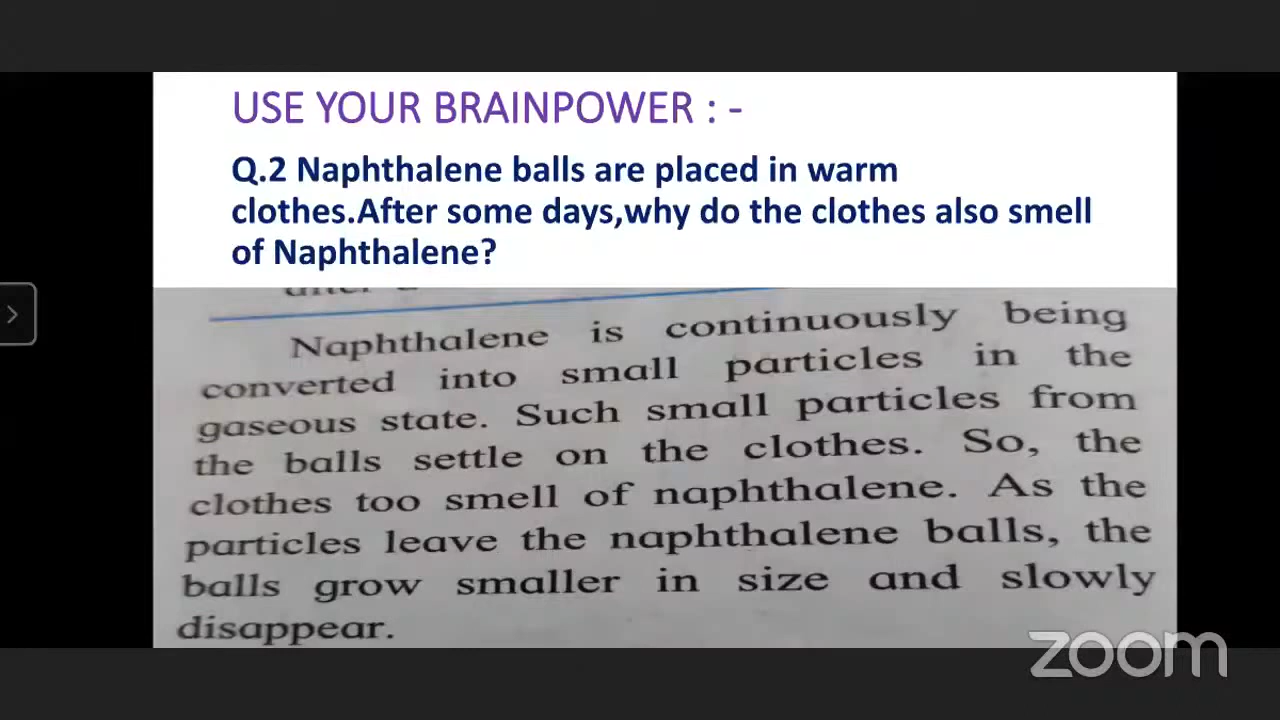 USE YOUR BRAINPOWER : -
Q.2 Naphthalene balls are placed in warm
clothes.After some days,why do the clothes also smell
of Naphthalene?
Naphthalene is continuously being
converted into small particles in the
gaseous state. Such small particles from
the balls settle on the clothes. So, the
clothes too smell of naphthalene. As the
particles leave the naphthalene balls, the
balls grow smaller in size and slowly
disappear.
zoom